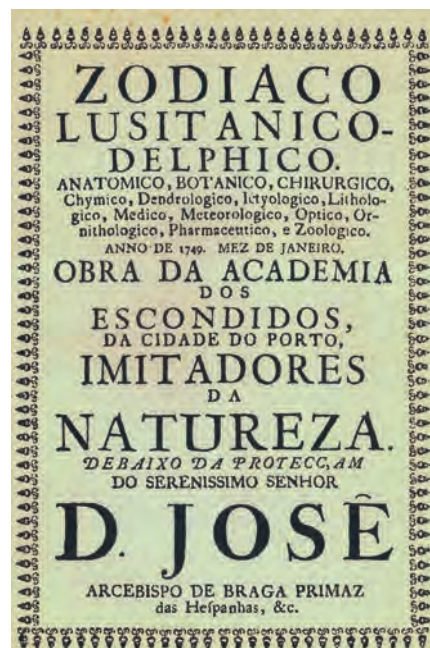 ZODIACO
LUSITANICO-
DELPHICO.
ANATOMICO, BOTANICO, CHIRURGICO,
Chymico, Dendrologico, Ictyologico, Litholo-
gico, Medico, Meteorologico, Optico, Or-
nithologico, Pharmaceutico, e Zoologico.
ANNO DE 1749. MEZ DE JANEIRO.
OBRA DA ACADEMIA
DOS
ESCONDIDOS,
DA CIDADE DO PORTO,
IMITADORES
DA
NATUREZA.
DEBAIXO DA PROTECC,AM
DO SERENISSIMO SENHOR
D. JOSÊ
ARCEBISPO DE BRAGA PRIMAZ
das Heſpanhas, &c.